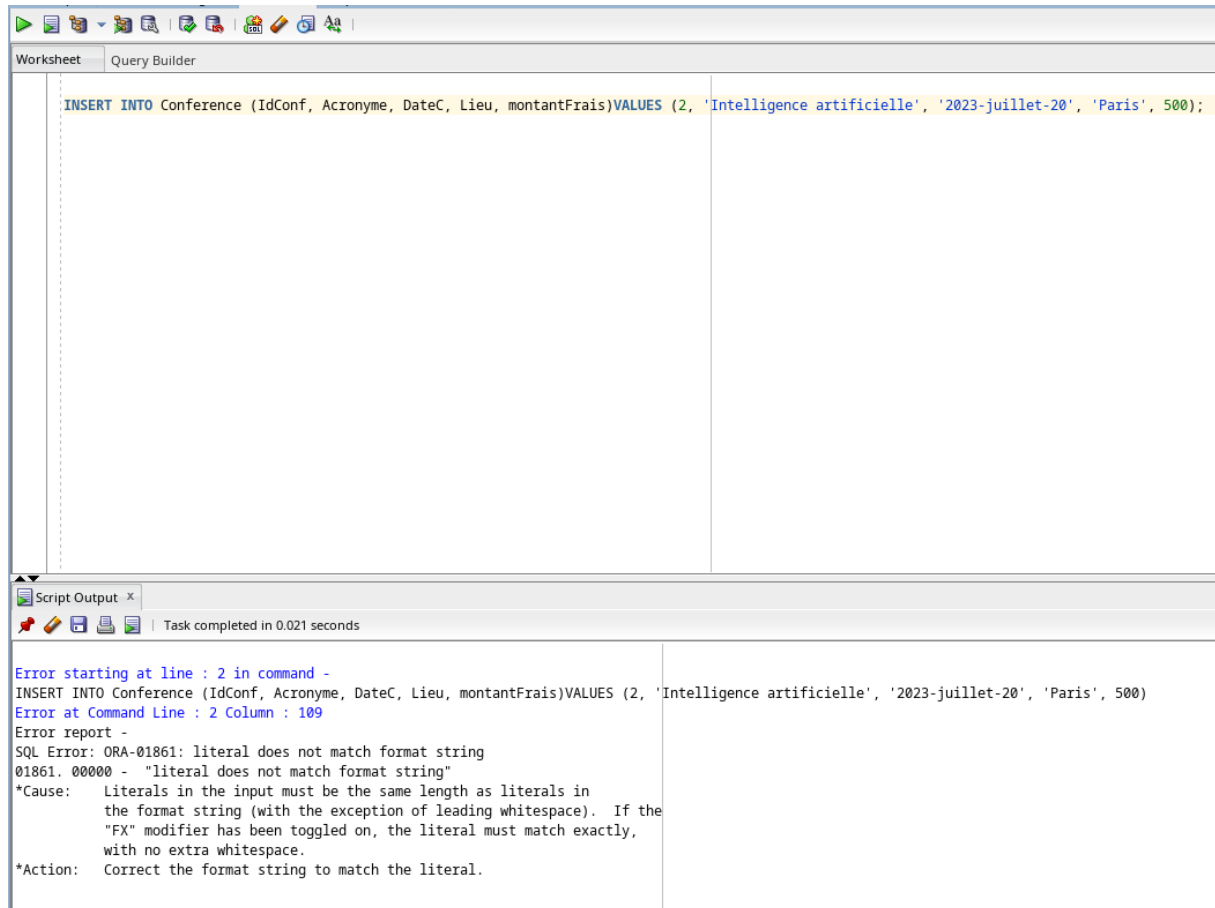 Worksheet
Query Builder
INSERT INTO Conference (IdConf, Acronyme, DateC, Lieu, montantFrais)VALUES (2, 'Intelligence artificielle', '2023-juillet-20', 'Paris', 500);
Script Output x
Task completed in 0.021 seconds
Error starting at line : 2 in command -
INSERT INTO Conference (IdConf, Acronyme, DateC, Lieu, montantFrais)VALUES (2, 'Intelligence artificielle', '2023-juillet-20', 'Paris', 500)
Error at Command Line : 2 Column : 109
Error report -
SQL Error: ORA-01861: literal does not match format string
01861. 00000 -  "literal does not match format string"
*Cause:    Literals in the input must be the same length as literals in
           the format string (with the exception of leading whitespace).  If the
           "FX" modifier has been toggled on, the literal must match exactly,
           with no extra whitespace.
*Action:   Correct the format string to match the literal.